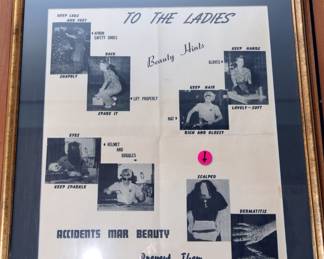 TO THE LADIES
Beauty Hints
KEEP LEGS
AND FEET
WEAR
SAFETY SHOES
SHAPELY
BACK
LIFT PROPERLY
SPARE IT
KEEP HANDS
GLOVES
LOVELY-SOFT
KEEP HAIR
HAT
RICH AND GLOSSY
EYES
KEEP SPARKLE
HELMET
AND
GOGGLES
SCALPED
DERMATITIS
ACCIDENTS MAR BEAUTY
Prevent Them